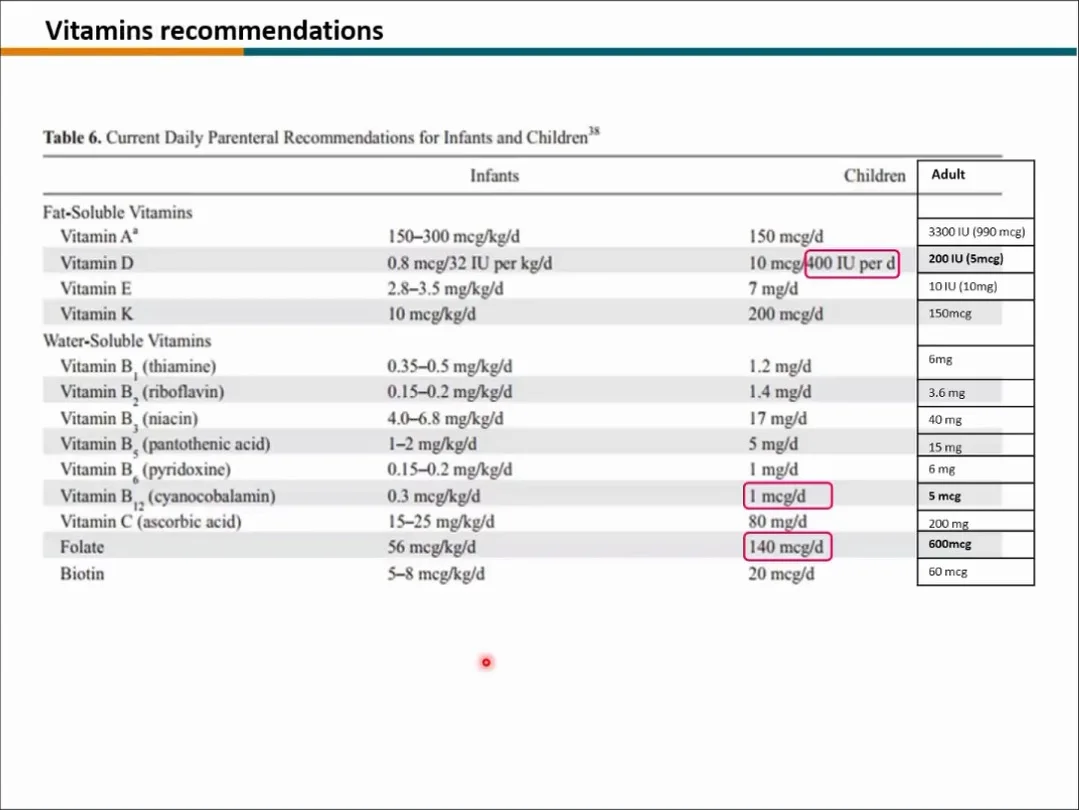 Vitamins recommendations
Table 6. Current Daily Parenteral Recommendations for Infants and Children38
Infants Children Adult
Fat-Soluble Vitamins
Vitamin Aa 150–300 mcg/kg/d 150 mcg/d 3300 IU (990 mcg)
Vitamin D 0.8 mcg/32 IU per kg/d 10 mcg/400 IU per d 200 IU (5mcg)
Vitamin E 2.8–3.5 mg/kg/d 7 mg/d 10 IU (10mg)
Vitamin K 10 mcg/kg/d 200 mcg/d 150mcg
Water-Soluble Vitamins
Vitamin B1 (thiamine) 0.35–0.5 mg/kg/d 1.2 mg/d 6mg
Vitamin B2 (riboflavin) 0.15–0.2 mg/kg/d 1.4 mg/d 3.6 mg
Vitamin B3 (niacin) 4.0–6.8 mg/kg/d 17 mg/d 40 mg
Vitamin B5 (pantothenic acid) 1–2 mg/kg/d 5 mg/d 15 mg
Vitamin B6 (pyridoxine) 0.15–0.2 mg/kg/d 1 mg/d 6 mg
Vitamin B12 (cyanocobalamin) 0.3 mcg/kg/d 1 mcg/d 5 mcg
Vitamin C (ascorbic acid) 15–25 mg/kg/d 80 mg/d 200 mg
Folate 56 mcg/kg/d 140 mcg/d 600mcg
Biotin 5–8 mcg/kg/d 20 mcg/d 60 mcg